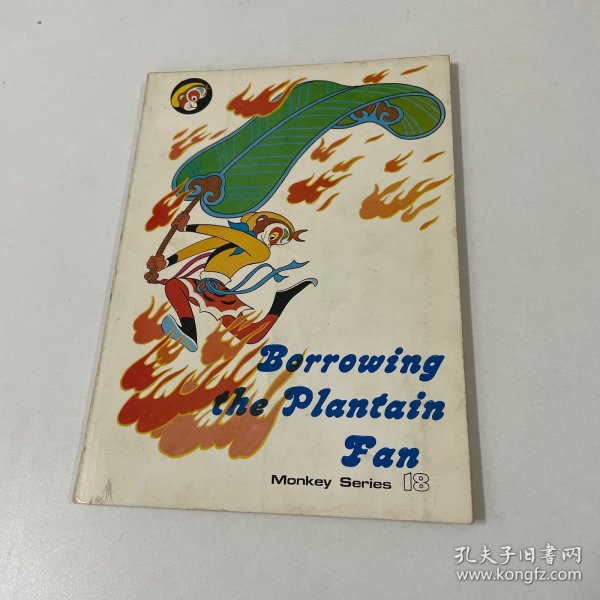 Borrowing
the Plantain
Fan
Monkey Series 18
孔夫子旧书网
www.kongfz.com